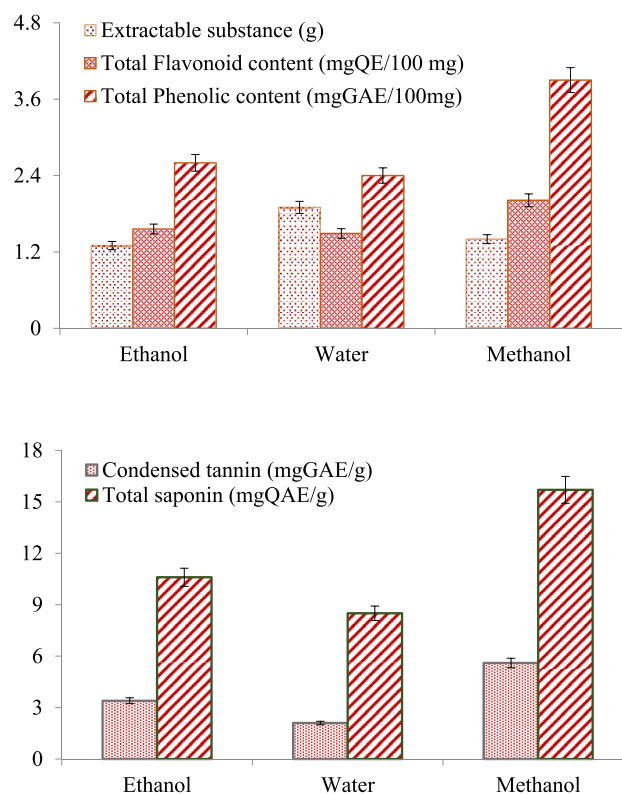 4.8
Extractable substance (g)
Total Flavonoid content (mgQE/100 mg)
3.6
Total Phenolic content (mgGAE/100mg)
2.4
1.2
0
Ethanol Water Methanol
18
Condensed tannin (mgGAE/g)
Total saponin (mgQAE/g)
15
12
9
6
3
0
Ethanol Water Methanol